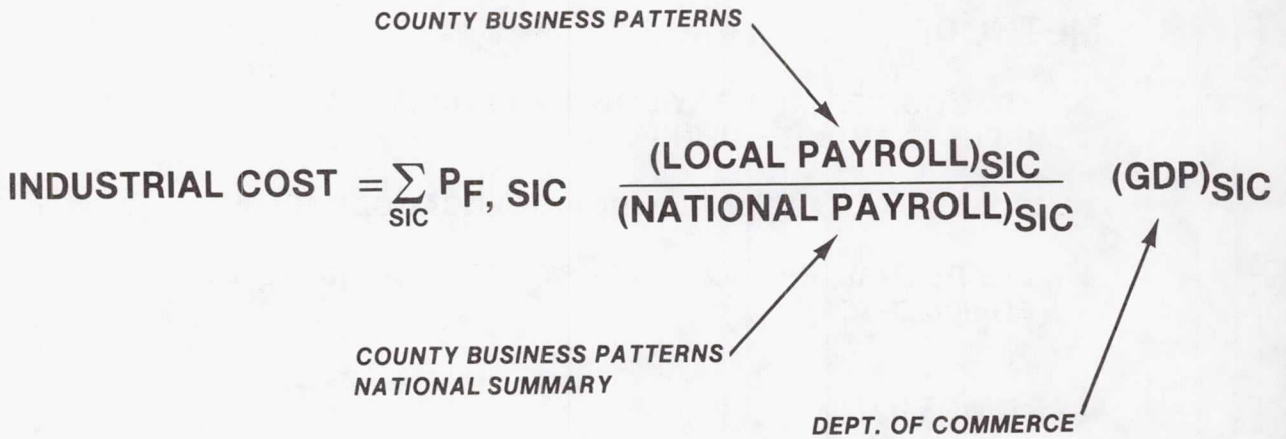 COUNTY BUSINESS PATTERNS
INDUSTRIAL COST = ∑ SIC P F, SIC (LOCAL PAYROLL)SIC / (NATIONAL PAYROLL)SIC (GDP)SIC
COUNTY BUSINESS PATTERNS
NATIONAL SUMMARY
DEPT. OF COMMERCE